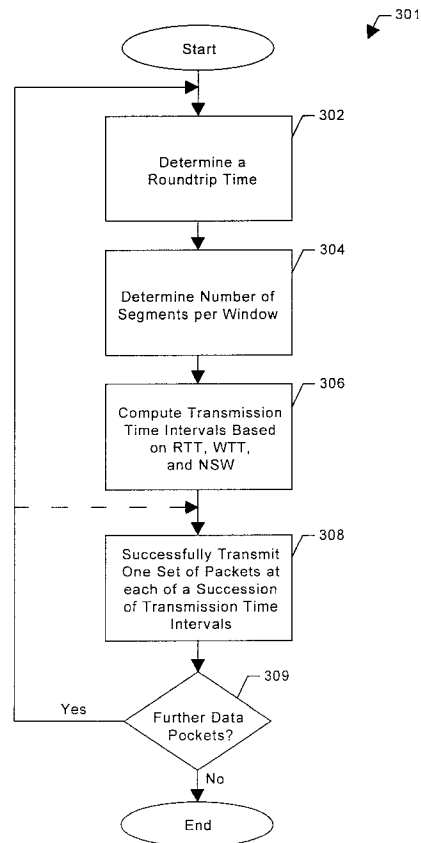 301
Start
302
Determine a
Roundtrip Time
304
Determine Number of
Segments per Window
306
Compute Transmission
Time Intervals Based
on RTT, WTT,
and NSW
308
Successfully Transmit
One Set of Packets at
each of a Succession
of Transmission Time
Intervals
309
Further Data
Pockets?
Yes
No
End